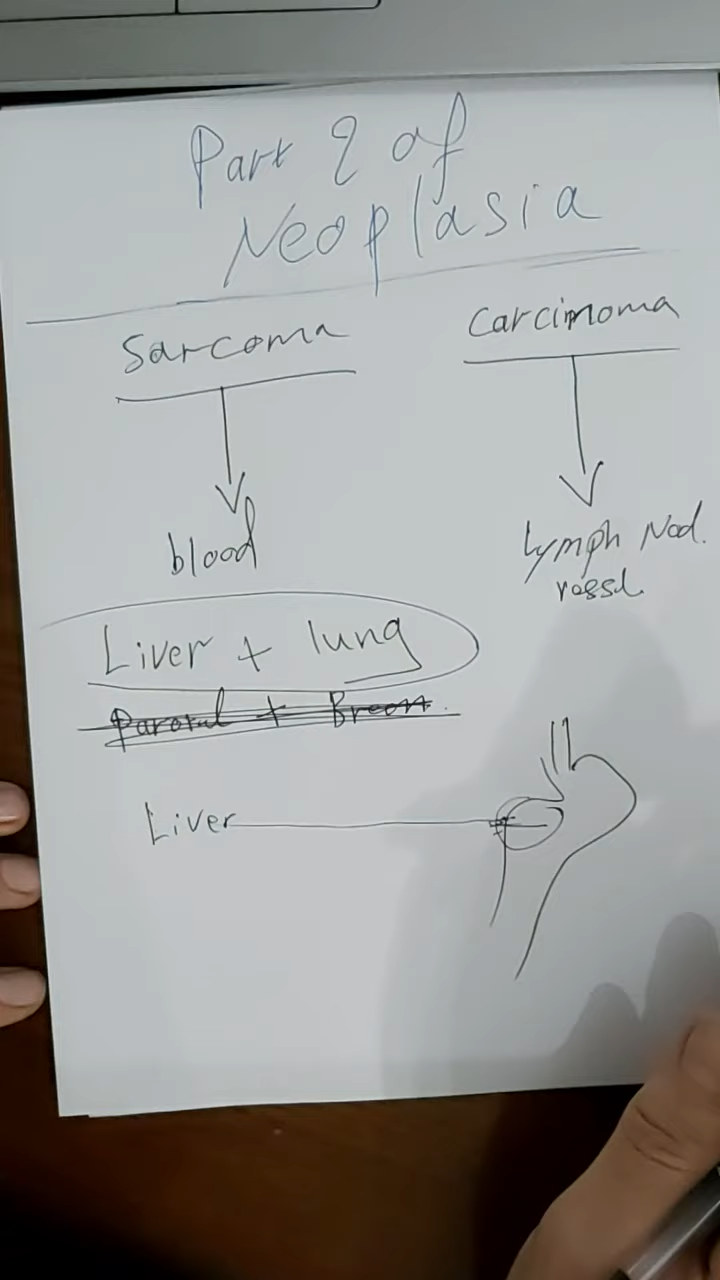 Part 2 of
Neoplasia
Sarcoma
Carcinoma
blood
Lymph Nod.
vessel.
Liver + lung
Liver